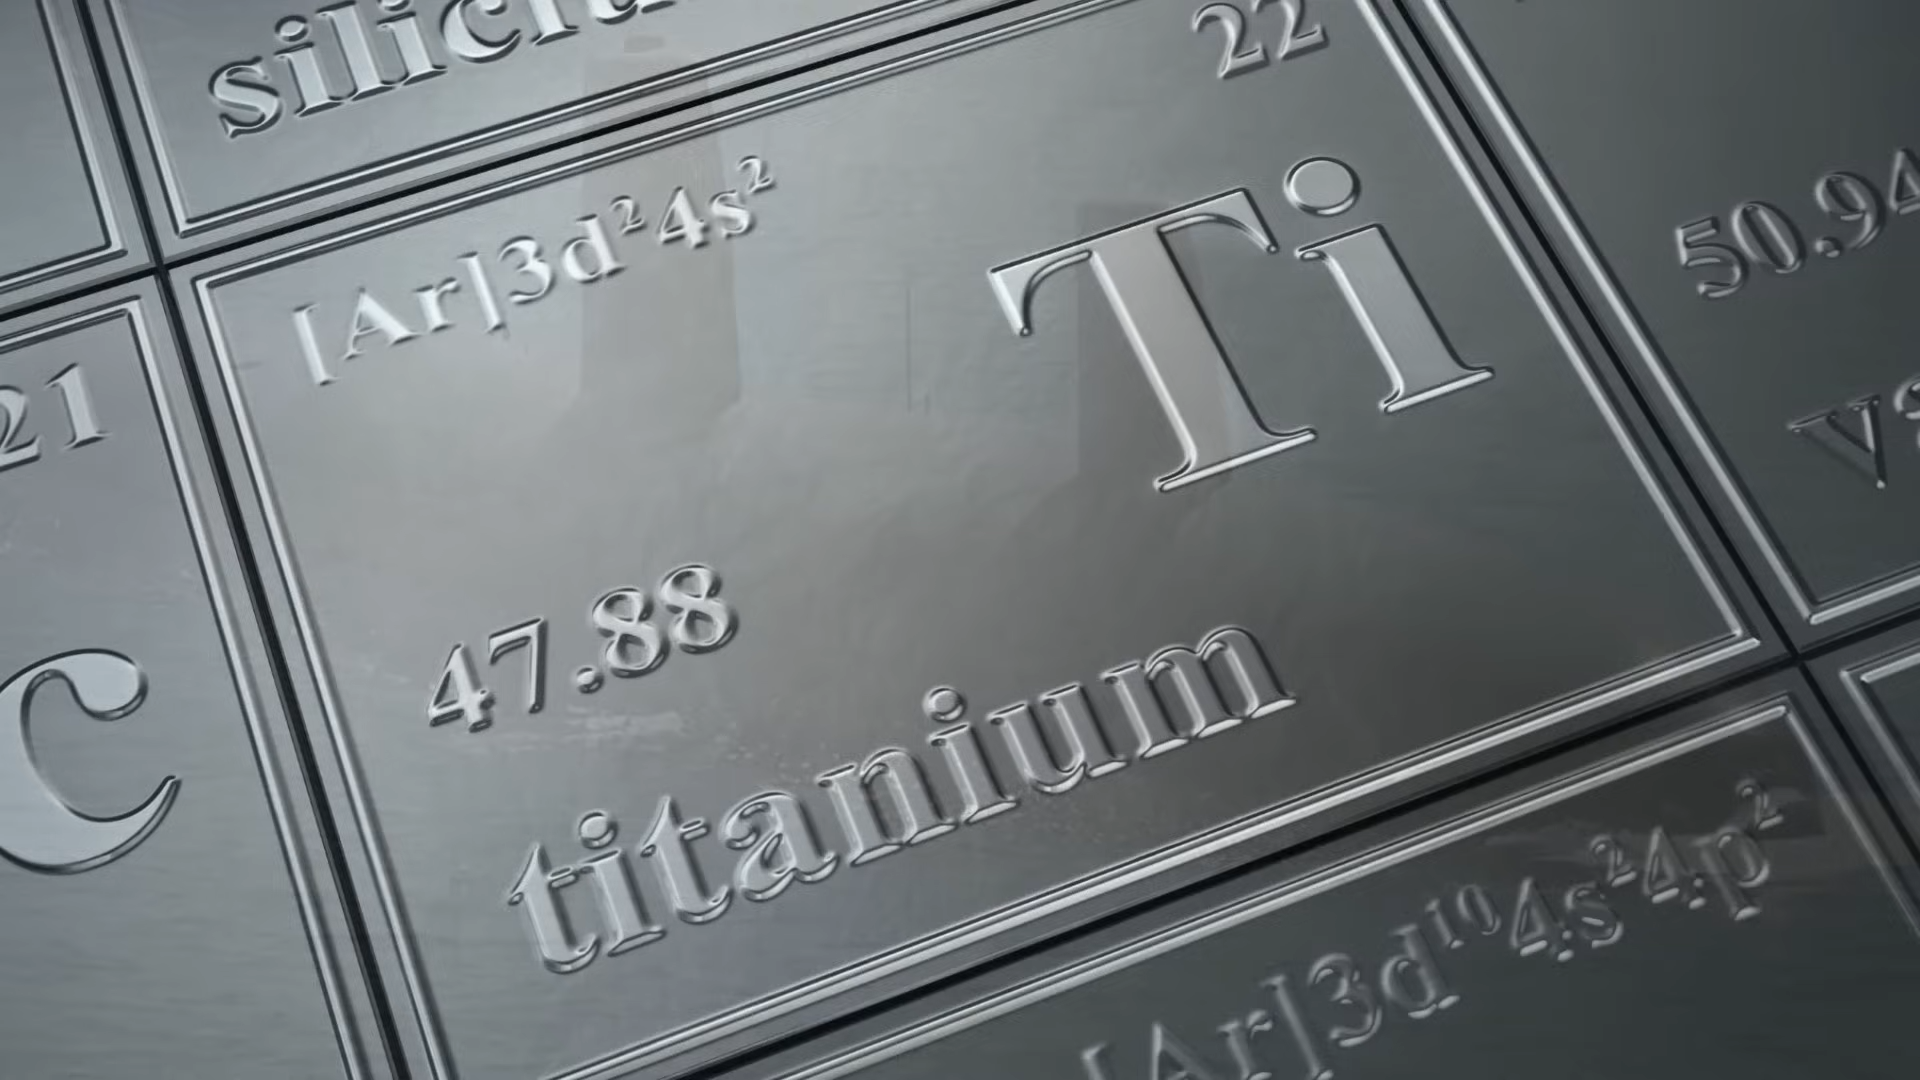 22
[Ar]3d²4s²
Ti
50.94
21
47.88
titanium
[Ar]3d¹⁰4s²4p²